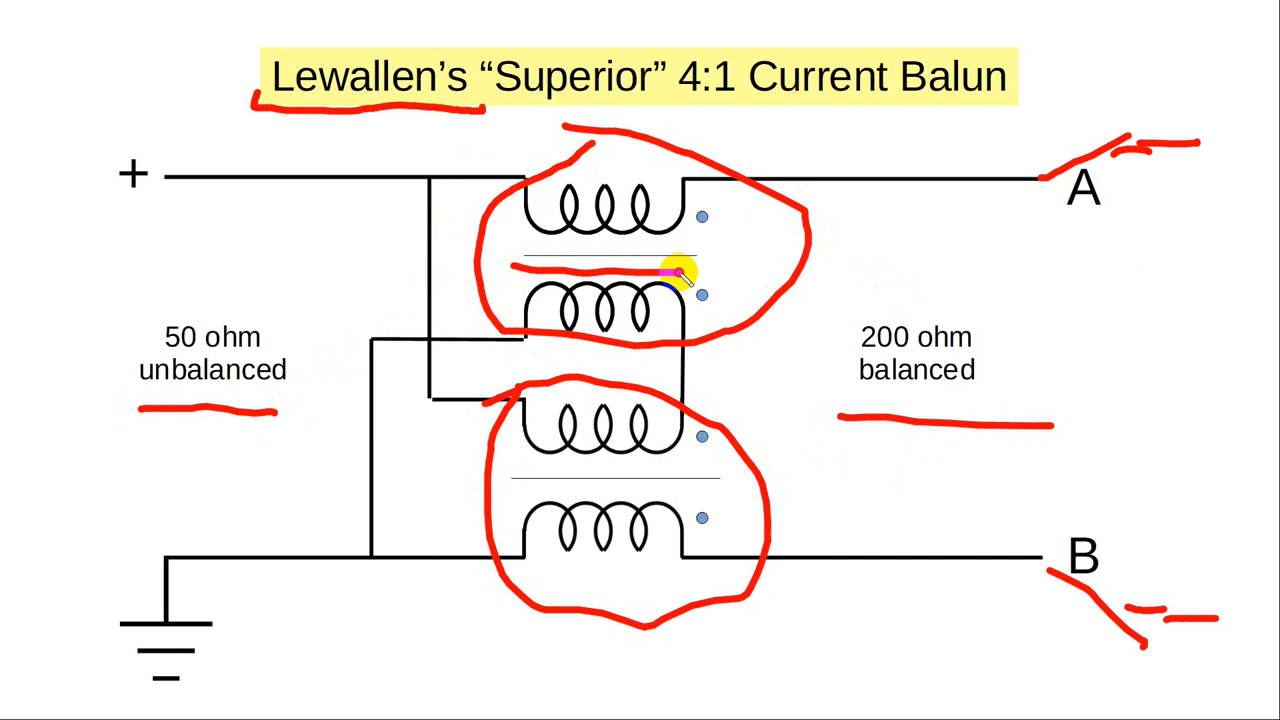 Lewallen's “Superior” 4:1 Current Balun
+
A
50 ohm
unbalanced
200 ohm
balanced
B